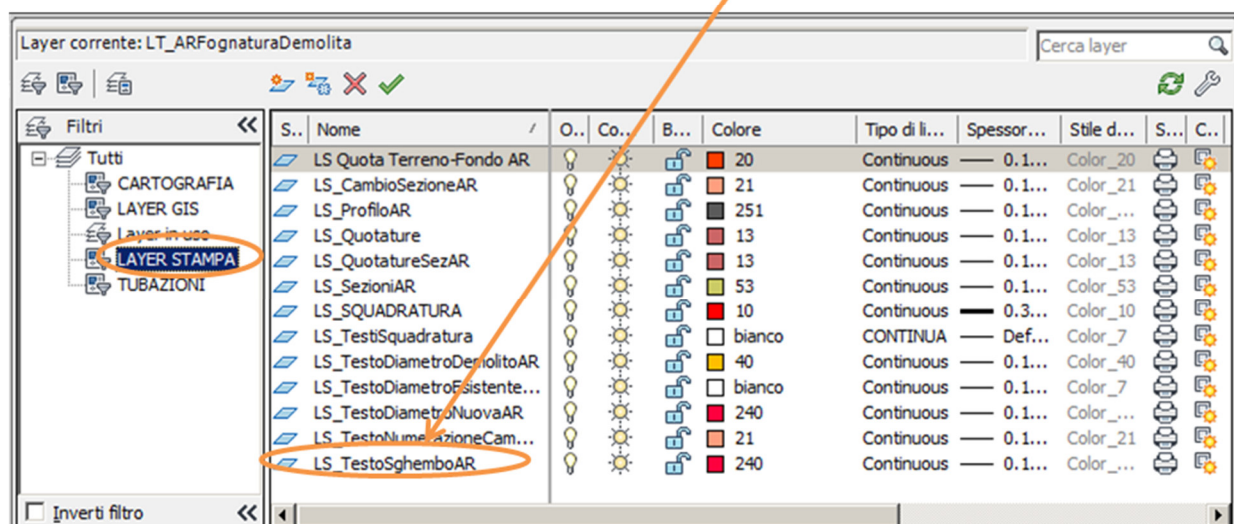 Layer corrente: LT_ARFognaturaDemolita
Cerca layer
Filtri
Tutti
CARTOGRAFIA
LAYER GIS
Layer in uso
LAYER STAMPA
TUBAZIONI
Inverti filtro
S.. Nome O.. Co... B... Colore Tipo di li... Spessor... Stile d... S... C..
LS Quota Terreno-Fondo AR 20 Continuous 0.1... Color_20
LS_CambioSezioneAR 21 Continuous 0.1... Color_21
LS_ProfiloAR 251 Continuous 0.1... Color_...
LS_Quotature 13 Continuous 0.1... Color_13
LS_QuotatureSezAR 13 Continuous 0.1... Color_13
LS_SezioniAR 53 Continuous 0.1... Color_53
LS_SQUADRATURA 10 Continuous 0.3... Color_10
LS_TestiSquadratura bianco CONTINUA Def... Color_7
LS_TestoDiametroDemolitoAR 40 Continuous 0.1... Color_40
LS_TestoDiametroEsistente... bianco Continuous 0.1... Color_7
LS_TestoDiametroNuovaAR 240 Continuous 0.1... Color_...
LS_TestoNumerazioneCam... 21 Continuous 0.1... Color_21
LS_TestoSghemboAR 240 Continuous 0.1... Color_...